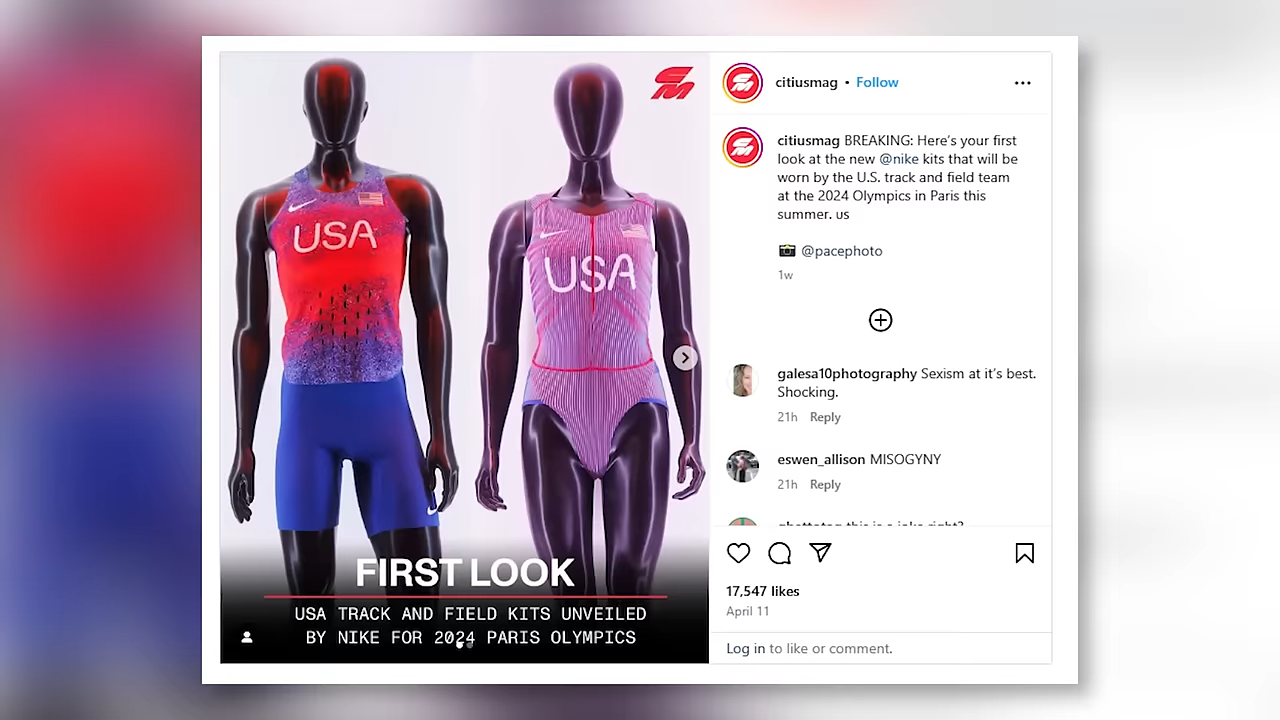 USA
USA
FIRST LOOK
USA TRACK AND FIELD KITS UNVEILED
BY NIKE FOR 2024 PARIS OLYMPICS
citiusmag • Follow
citiusmag BREAKING: Here's your first
look at the new @nike kits that will be
worn by the U.S. track and field team
at the 2024 Olympics in Paris this
summer. us
@pacephoto
1w
galesa10photography Sexism at it's best.
Shocking.
21h Reply
eswen_allison MISOGYNY
21h Reply
17,547 likes
April 11
Log in to like or comment.